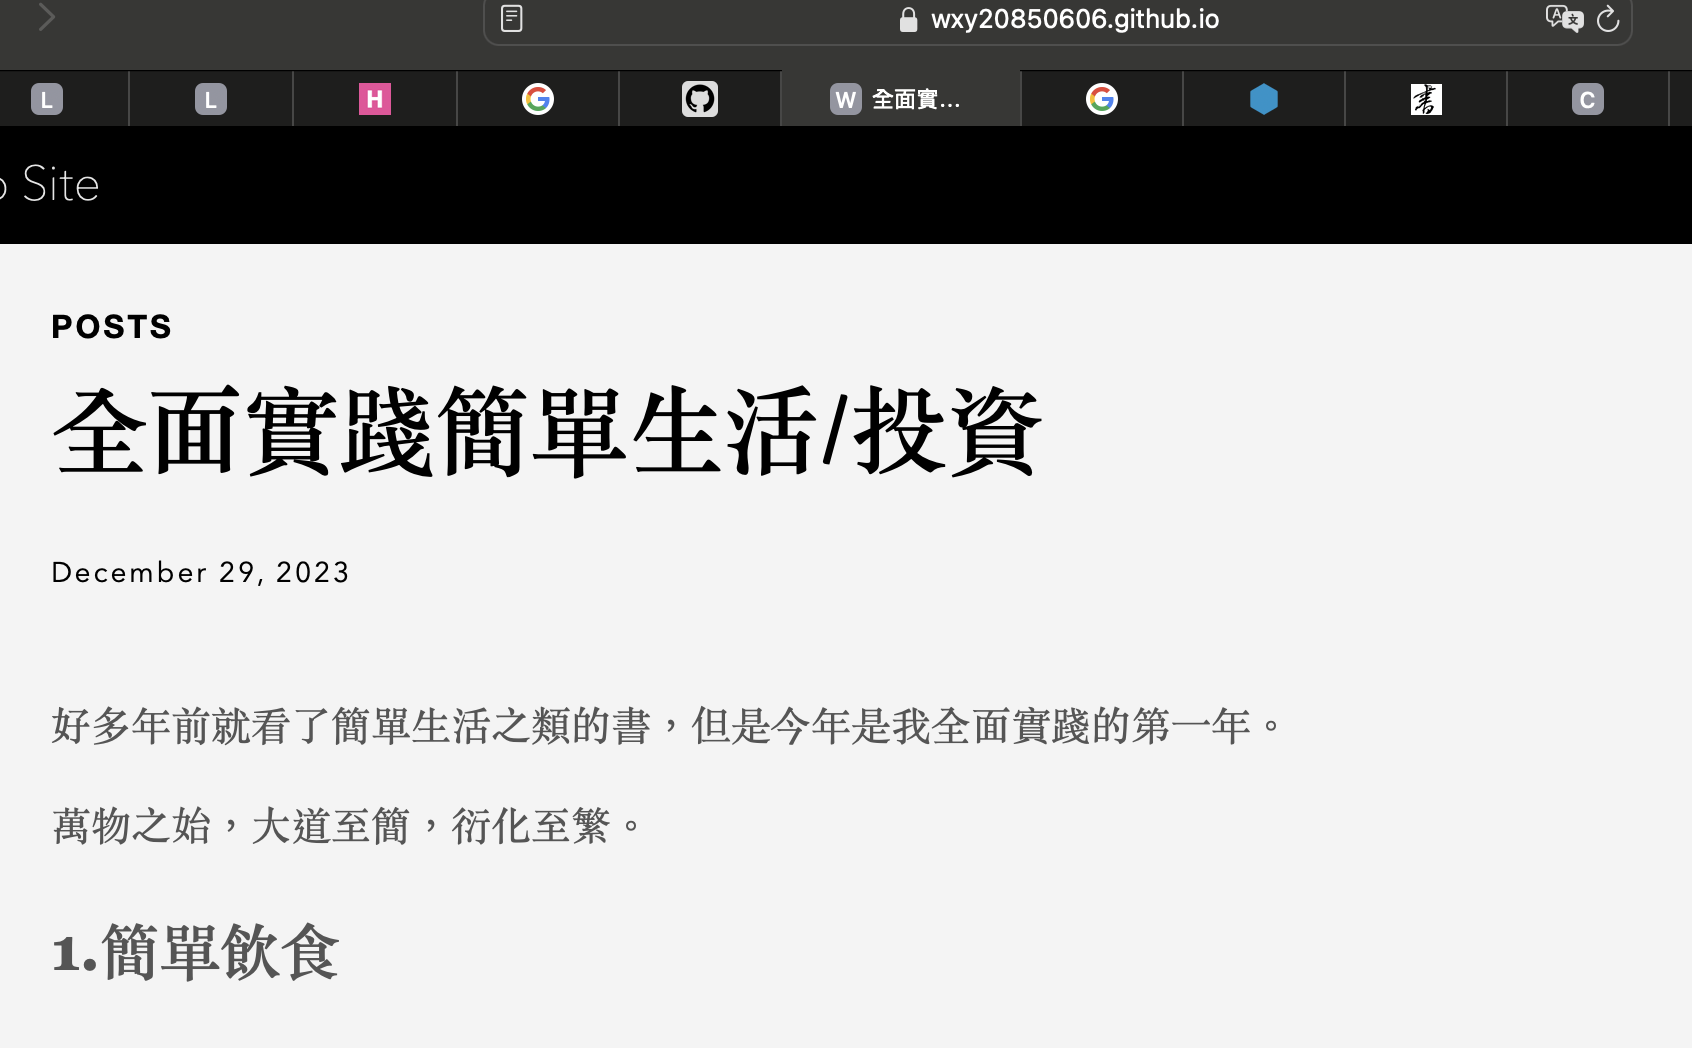 wxy20850606.github.io
L
L
H
G
W 全面實...
G
書
C
Site
POSTS
全面實踐簡單生活/投資
December 29, 2023
好多年前就看了簡單生活之類的書，但是今年是我全面實踐的第一年。
萬物之始，大道至簡，衍化至繁。
1.簡單飲食